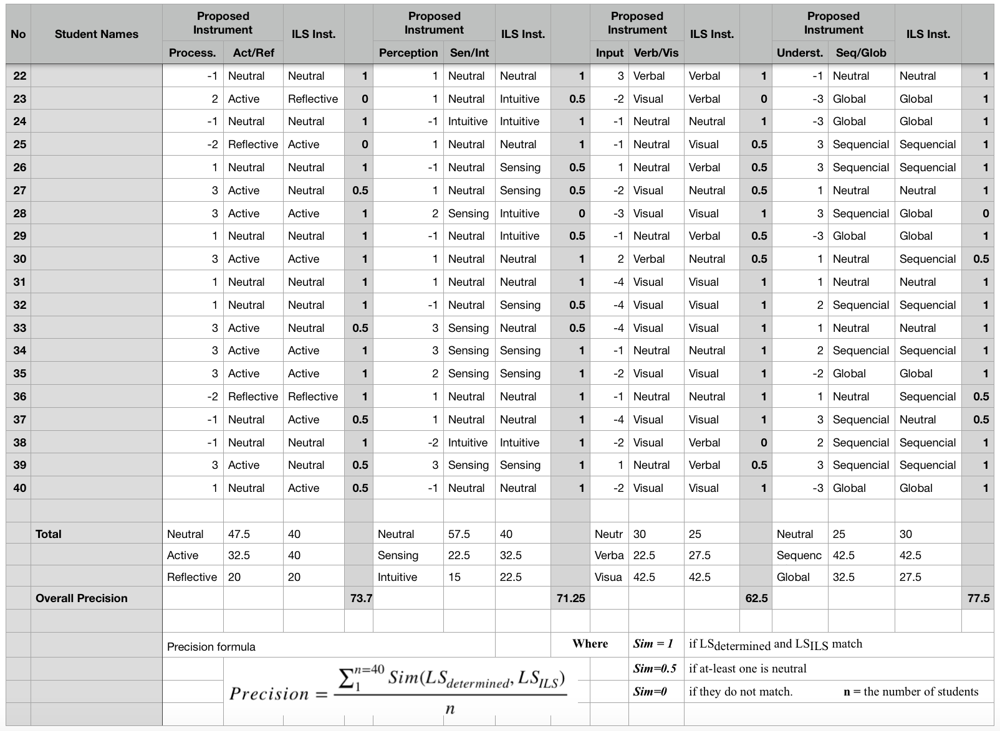 No Student Names Proposed Instrument ILS Inst. Proposed Instrument ILS Inst. Proposed Instrument ILS Inst. Proposed Instrument ILS Inst.
Process. Act/Ref Perception Sen/Int Input Verb/Vis Underst. Seq/Glob
22 -1 Neutral Neutral 1 1 Neutral Neutral 1 3 Verbal Verbal 1 -1 Neutral Neutral 1
23 2 Active Reflective 0 1 Neutral Intuitive 0.5 -2 Visual Verbal 0 -3 Global Global 1
24 -1 Neutral Neutral 1 -1 Intuitive Intuitive 1 -1 Neutral Neutral 1 -3 Global Global 1
25 -2 Reflective Active 0 1 Neutral Neutral 1 -1 Neutral Visual 0.5 3 Sequencial Sequencial 1
26 1 Neutral Neutral 1 -1 Neutral Sensing 0.5 1 Neutral Verbal 0.5 3 Sequencial Sequencial 1
27 3 Active Neutral 0.5 1 Neutral Sensing 0.5 -2 Visual Neutral 0.5 1 Neutral Neutral 1
28 3 Active Active 1 2 Sensing Intuitive 0 -3 Visual Visual 1 3 Sequencial Global 0
29 1 Neutral Neutral 1 -1 Neutral Intuitive 0.5 -1 Neutral Verbal 0.5 -3 Global Global 1
30 3 Active Active 1 1 Neutral Neutral 1 2 Verbal Neutral 0.5 1 Neutral Sequencial 0.5
31 1 Neutral Neutral 1 1 Neutral Neutral 1 -4 Visual Visual 1 1 Neutral Neutral 1
32 1 Neutral Neutral 1 -1 Neutral Sensing 0.5 -4 Visual Visual 1 2 Sequencial Sequencial 1
33 3 Active Neutral 0.5 3 Sensing Neutral 0.5 -4 Visual Visual 1 1 Neutral Neutral 1
34 3 Active Active 1 3 Sensing Sensing 1 -1 Neutral Neutral 1 2 Sequencial Sequencial 1
35 3 Active Active 1 2 Sensing Sensing 1 -2 Visual Visual 1 -2 Global Global 1
36 -2 Reflective Reflective 1 1 Neutral Neutral 1 -1 Neutral Neutral 1 1 Neutral Sequencial 0.5
37 -1 Neutral Active 0.5 1 Neutral Neutral 1 -4 Visual Visual 1 3 Sequencial Neutral 0.5
38 -1 Neutral Neutral 1 -2 Intuitive Intuitive 1 -2 Visual Verbal 0 2 Sequencial Sequencial 1
39 3 Active Neutral 0.5 3 Sensing Sensing 1 1 Neutral Verbal 0.5 3 Sequencial Sequencial 1
40 1 Neutral Active 0.5 -1 Neutral Neutral 1 -2 Visual Visual 1 -3 Global Global 1
Total Neutral 47.5 40 Neutral 57.5 40 Neutr 30 25 Neutral 25 30
Active 32.5 40 Sensing 22.5 32.5 Verba 22.5 27.5 Sequenc 42.5 42.5
Reflective 20 20 Intuitive 15 22.5 Visua 42.5 42.5 Global 32.5 27.5
Overall Precision 73.7 71.25 62.5 77.5
Precision formula Where Sim = 1 if LSdetermined and LSILS match
Precision = ∑₁ⁿ⁼⁴⁰ Sim(LSdetermined, LSILS) / n
Sim=0.5 if at-least one is neutral
Sim=0 if they do not match. n = the number of students